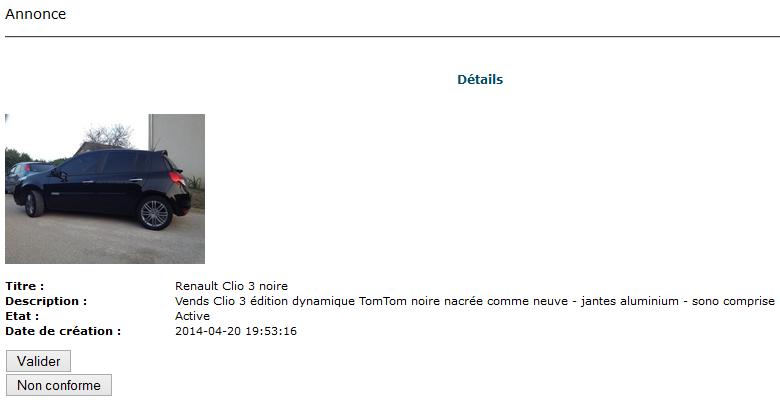 Annonce
Détails
Titre : Renault Clio 3 noire
Description : Vends Clio 3 édition dynamique TomTom noire nacrée comme neuve - jantes aluminium - sono comprise
Etat : Active
Date de création : 2014-04-20 19:53:16
Valider
Non conforme